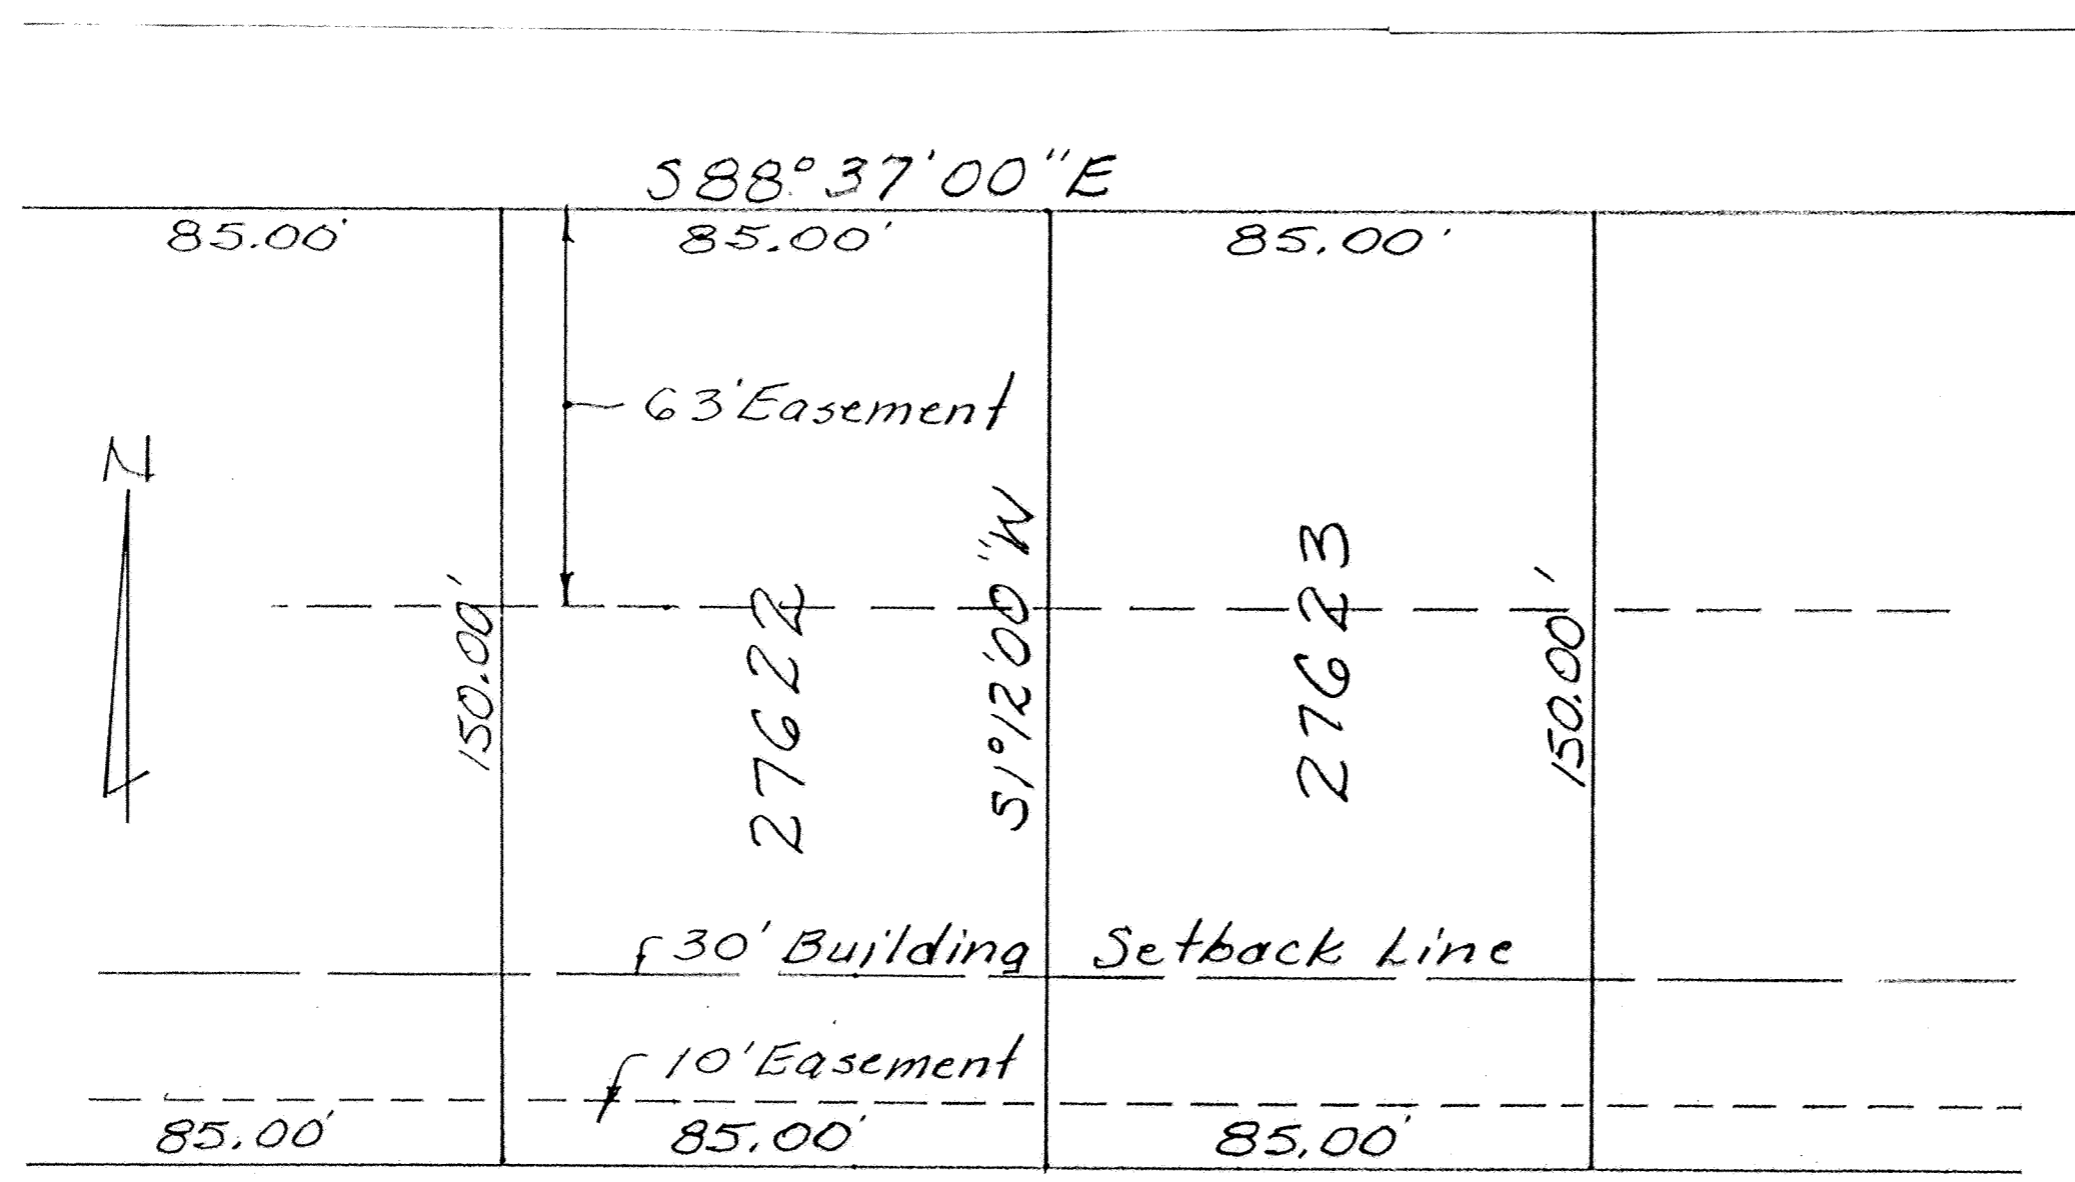 S 88° 37' 00" E
85.00' 85.00' 85.00'
63' Easement
N
150.00'
27622
S1°12'00"W
27623
150.00'
30' Building Setback Line
10' Easement
85.00' 85.00' 85.00'